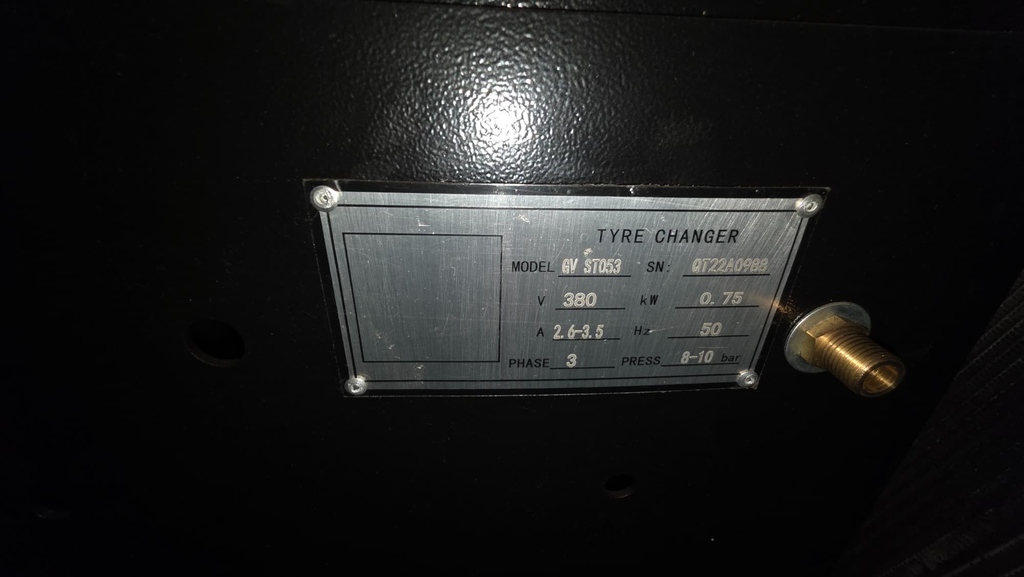 TYRE CHANGER
MODEL GV ST053 SN: QT22A0988
V 380 kW 0.75
A 2.6-3.5 Hz 50
PHASE 3 PRESS 8-10 bar